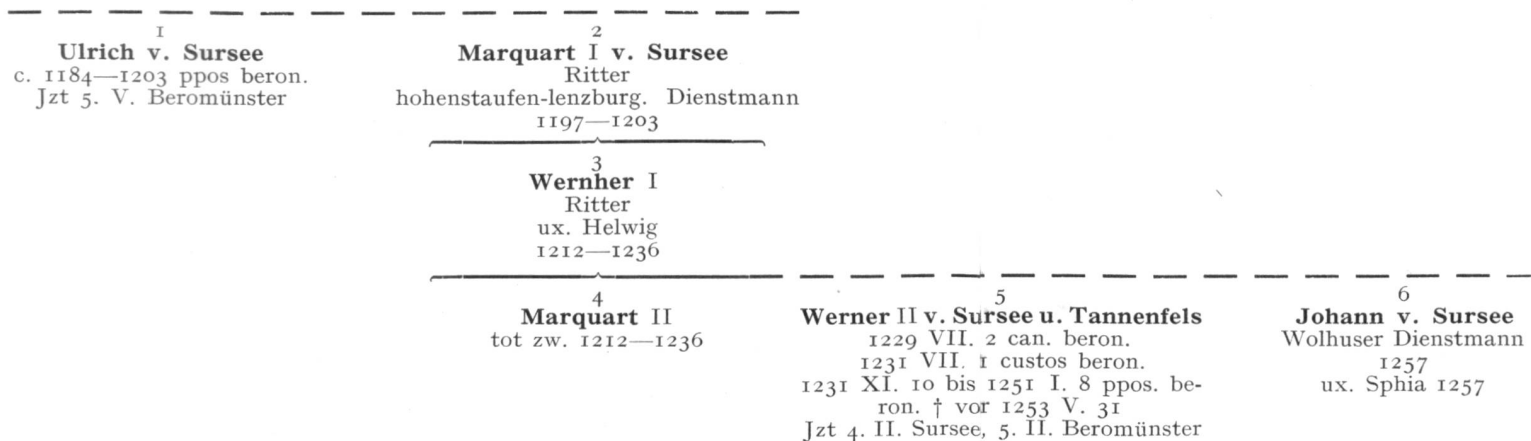 1
Ulrich v. Sursee
c. 1184—1203 ppos beron.
Jzt 5. V. Beromünster
2
Marquart I v. Sursee
Ritter
hohenstaufen-lenzburg. Dienstmann
1197—1203
3
Wernher I
Ritter
ux. Helwig
1212—1236
4
Marquart II
tot zw. 1212—1236
5
Werner II v. Sursee u. Tannenfels
1229 VII. 2 can. beron.
1231 VII. 1 custos beron.
1231 XI. 10 bis 1251 I. 8 ppos. be-
ron. † vor 1253 V. 31
Jzt 4. II. Sursee, 5. II. Beromünster
6
Johann v. Sursee
Wolhuser Dienstmann
1257
ux. Sphia 1257